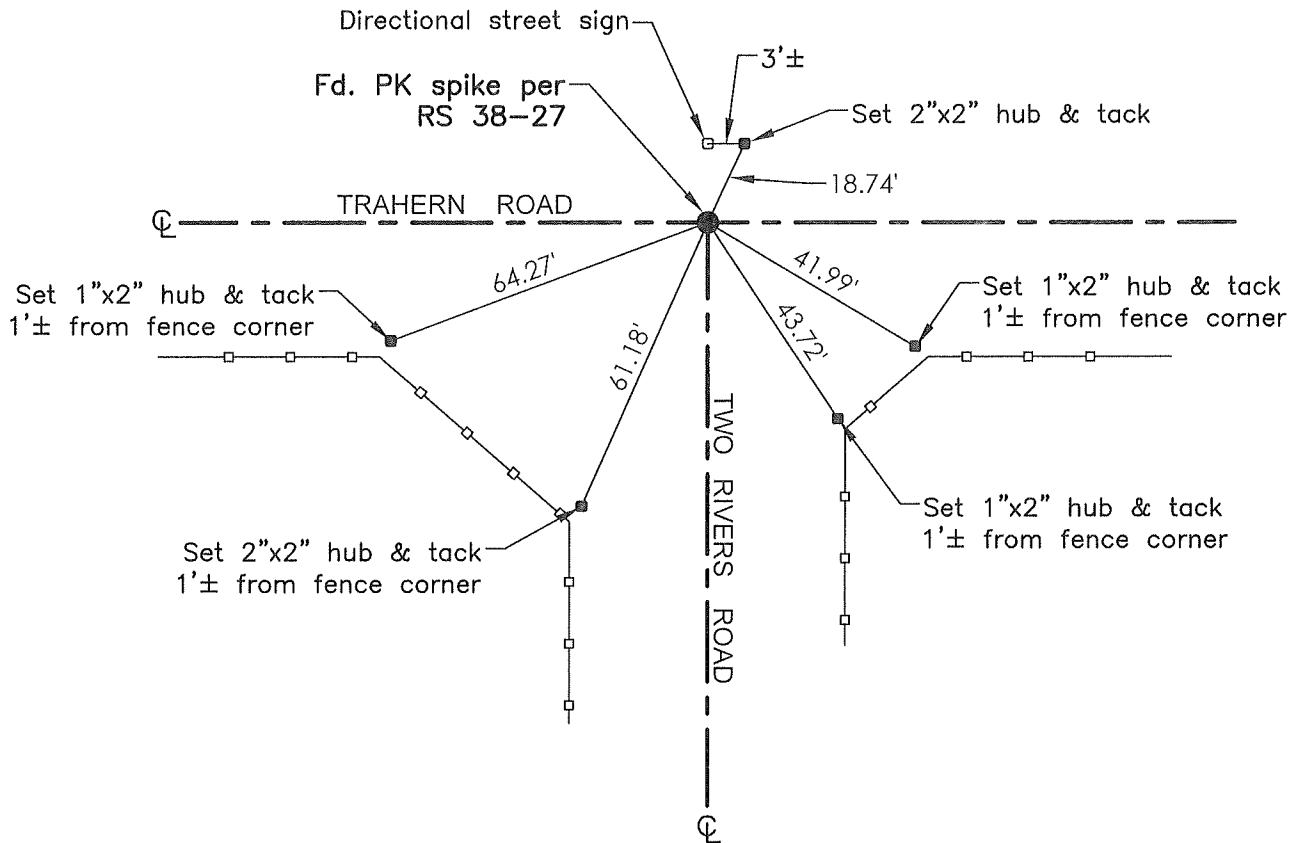 Directional street sign
3'±
Fd. PK spike per
RS 38–27
Set 2"x2" hub & tack
18.74'
TRAHERN ROAD
℄
64.27'
41.99'
Set 1"x2" hub & tack
1'± from fence corner
Set 1"x2" hub & tack
1'± from fence corner
61.18'
43.72'
TWO RIVERS ROAD
Set 1"x2" hub & tack
1'± from fence corner
Set 2"x2" hub & tack
1'± from fence corner
℄